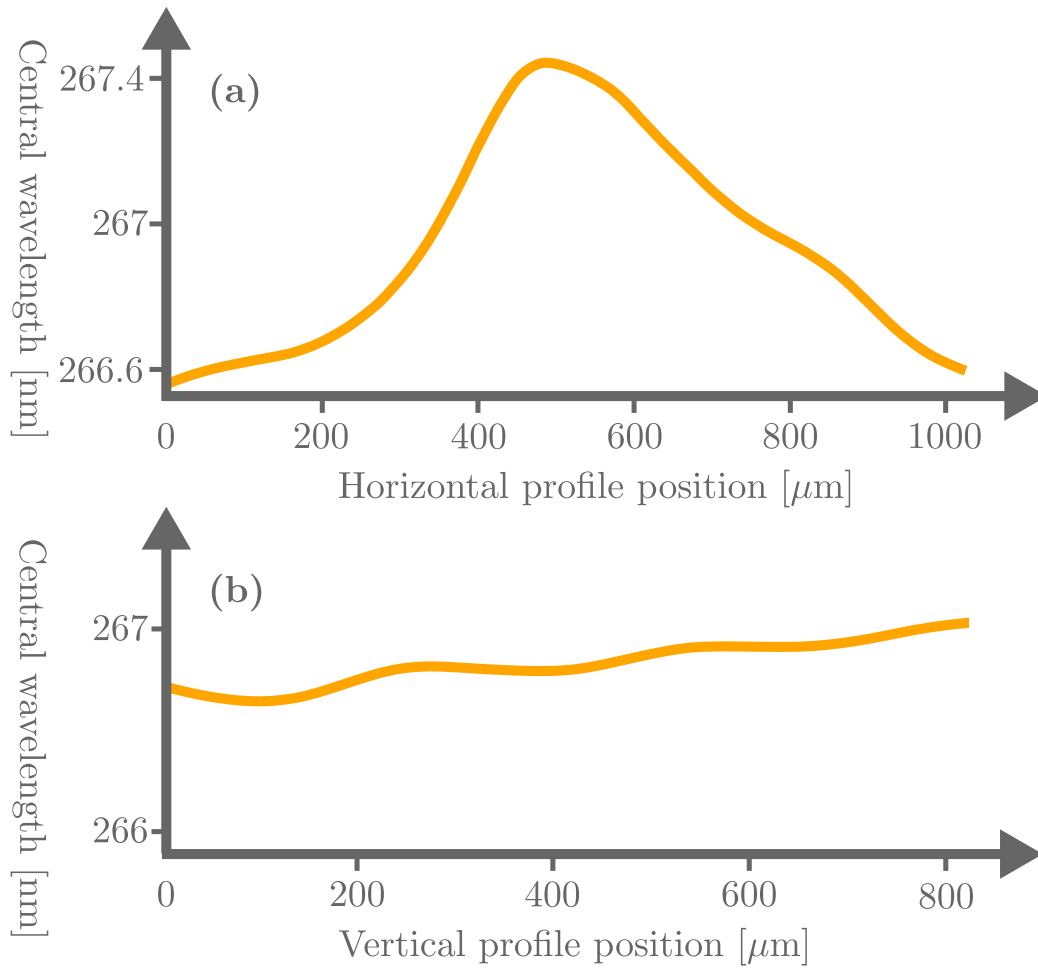 Central wavelength [nm]
(a)
267.4
267
266.6
0 200 400 600 800 1000
Horizontal profile position [μm]
Central wavelength [nm]
(b)
267
266
0 200 400 600 800
Vertical profile position [μm]